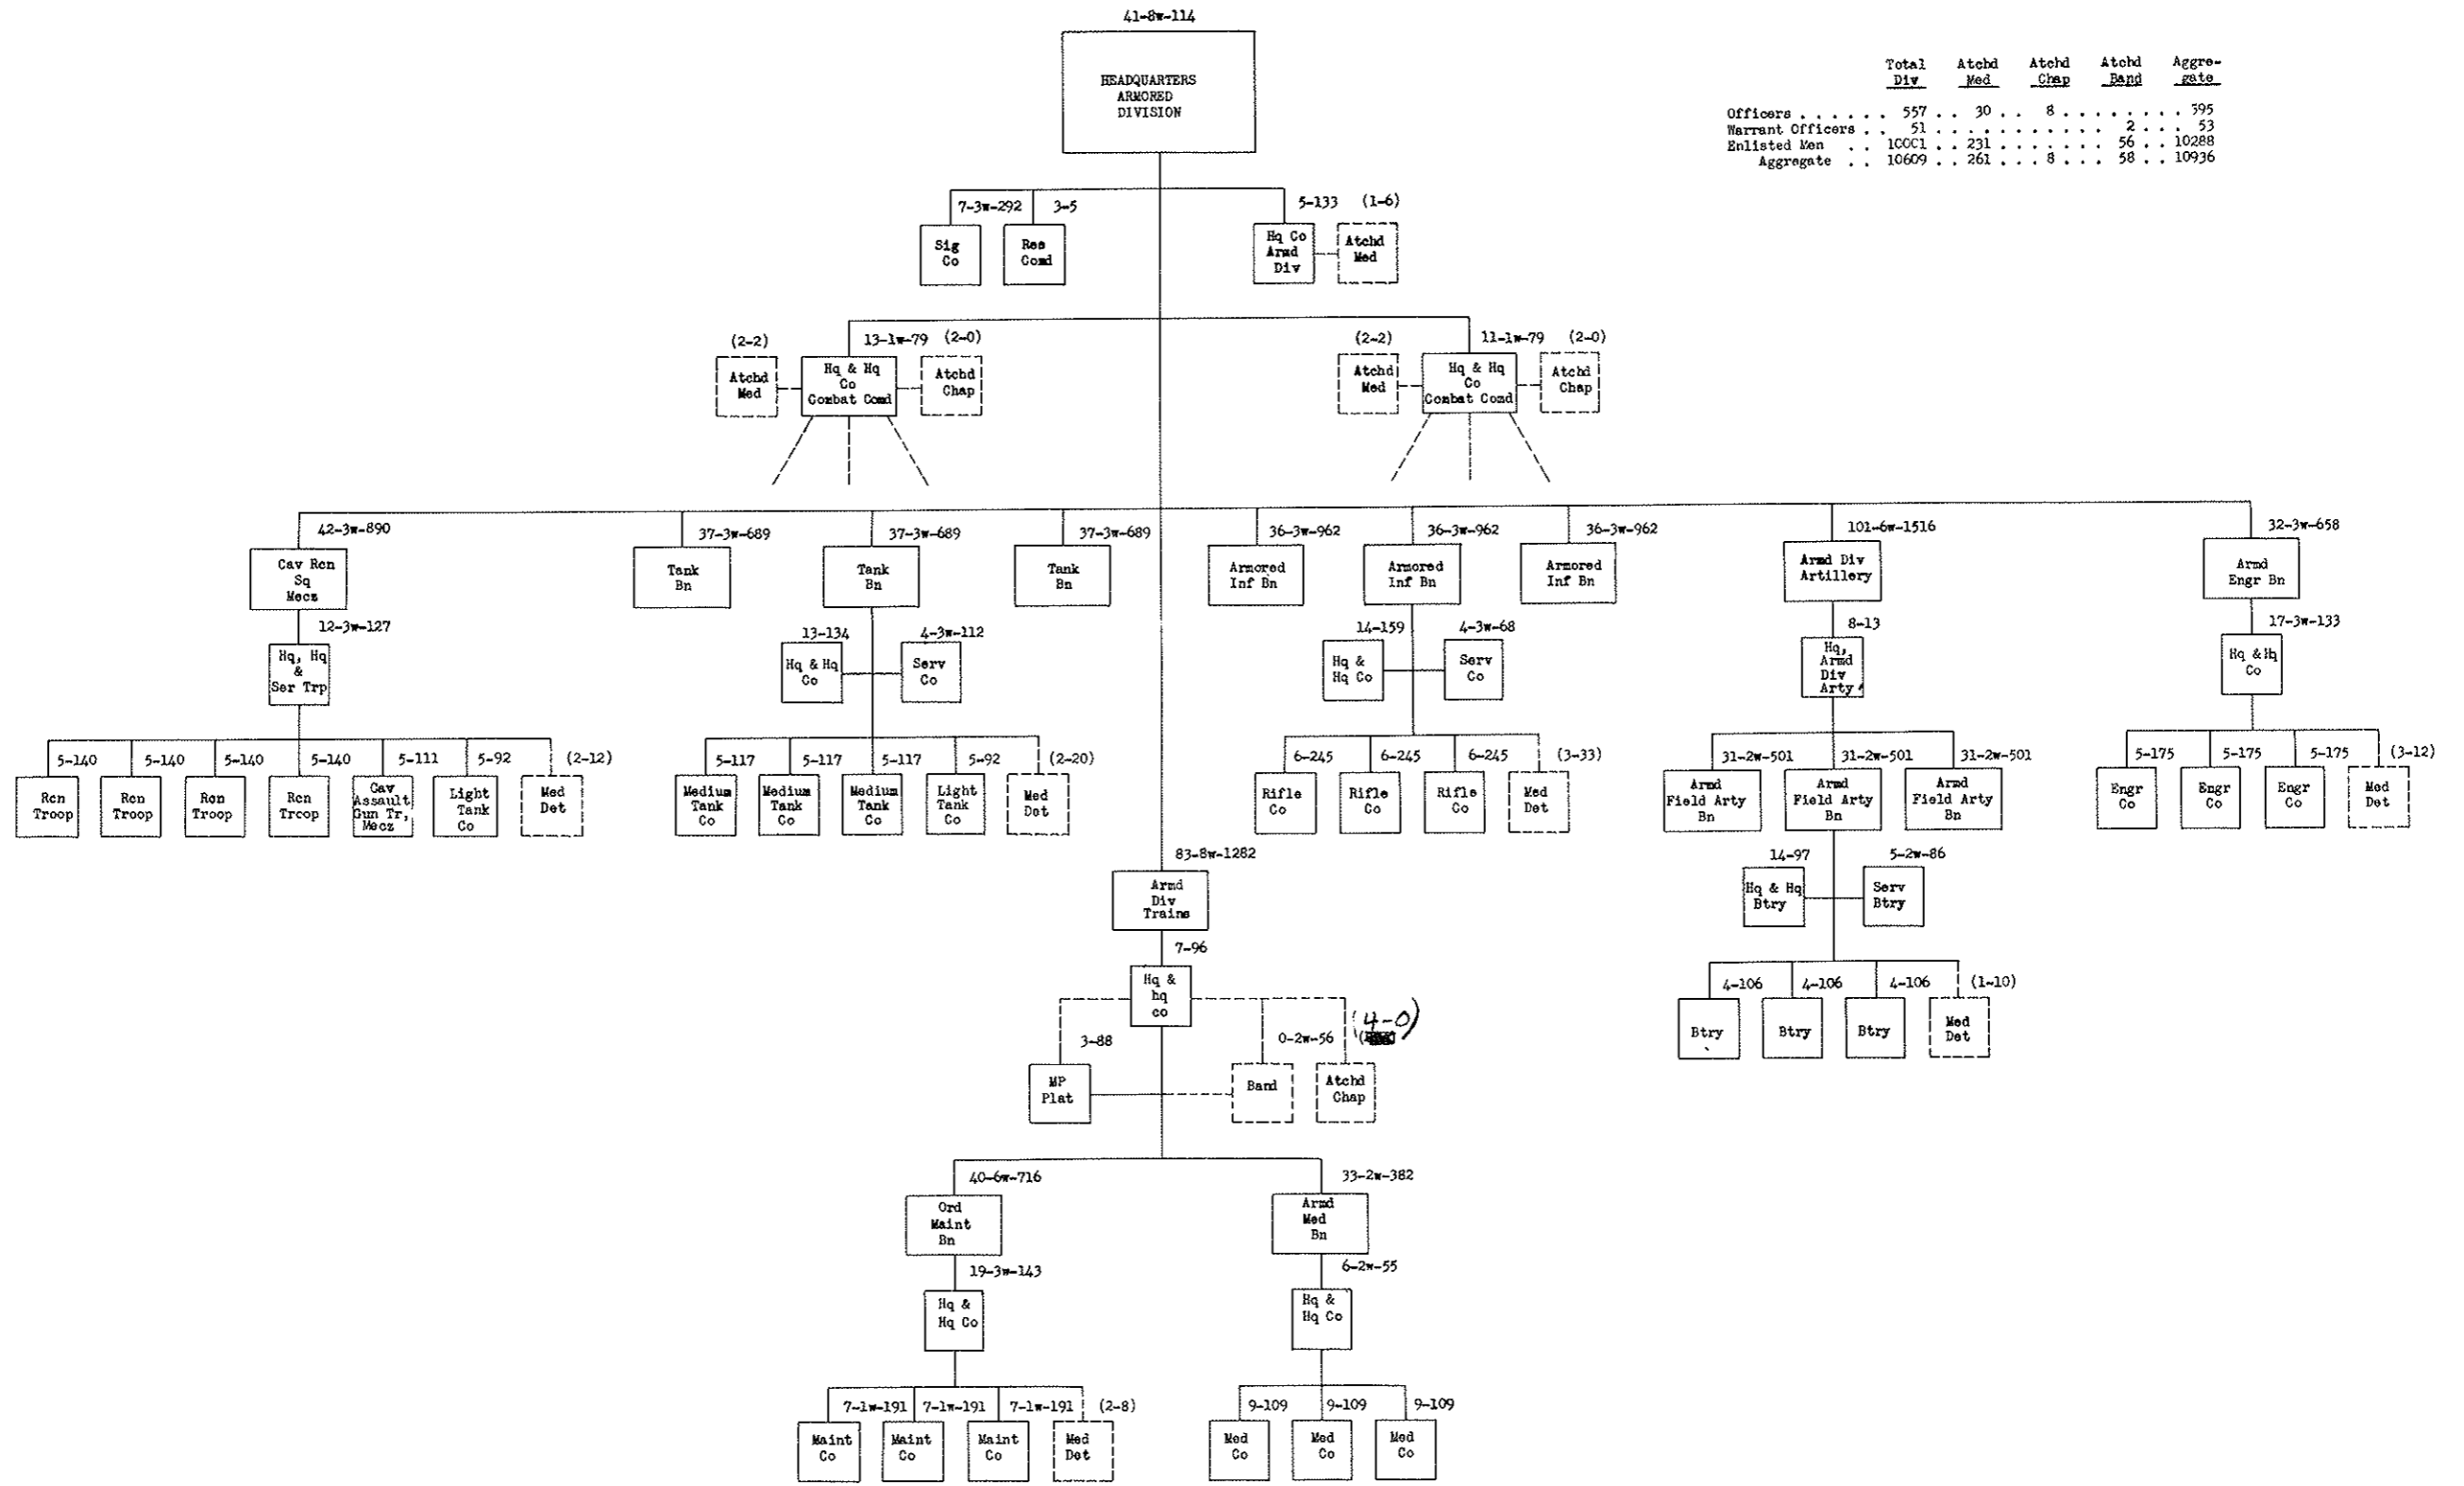 41-8w-114
HEADQUARTERS
ARMORED
DIVISION
Total Atchd Atchd Atchd Aggre-
Div Med Chap Band gate
Officers . . . . . . 557 . . 30 . . 8 . . . . . . . . 595
Warrant Officers . . 51 . . . . . . . . . . . 2 . . . 53
Enlisted Men . . 10001 . . 231 . . . . . . . 56 . . 10288
Aggregate . . 10609 . . 261 . . . 8 . . . 58 . . 10936
7-3w-292 3-5 5-133 (1-6)
Sig
Co
Res
Comd
Hq Co
Armd
Div
Atchd
Med
(2-2) 13-1w-79 (2-0)
Atchd
Med
Hq & Hq
Co
Combat Comd
Atchd
Chap
(2-2) 11-1w-79 (2-0)
Atchd
Med
Hq & Hq
Co
Combat Comd
Atchd
Chap
42-3w-890
Cav Rcn
Sq
Mecz
12-3w-127
Hq, Hq
&
Ser Trp
5-140 5-140 5-140 5-140 5-111 5-92 (2-12)
Rcn
Troop
Rcn
Troop
Rcn
Troop
Rcn
Troop
Cav
Assault
Gun Tr,
Mecz
Light
Tank
Co
Med
Det
37-3w-689 37-3w-689 37-3w-689
Tank
Bn
Tank
Bn
Tank
Bn
13-134 4-3w-112
Hq & Hq
Co
Serv
Co
5-117 5-117 5-117 5-92 (2-20)
Medium
Tank
Co
Medium
Tank
Co
Medium
Tank
Co
Light
Tank
Co
Med
Det
36-3w-962 36-3w-962 36-3w-962
Armored
Inf Bn
Armored
Inf Bn
Armored
Inf Bn
14-159 4-3w-68
Hq &
Hq Co
Serv
Co
6-245 6-245 6-245 (3-33)
Rifle
Co
Rifle
Co
Rifle
Co
Med
Det
101-6w-1516
Armd Div
Artillery
8-13
Hq,
Armd
Div
Arty
31-2w-501 31-2w-501 31-2w-501
Armd
Field Arty
Bn
Armd
Field Arty
Bn
Armd
Field Arty
Bn
14-97 5-2w-86
Hq & Hq
Btry
Serv
Btry
4-106 4-106 4-106 (1-10)
Btry
Btry
Btry
Med
Det
32-3w-658
Armd
Engr Bn
17-3w-133
Hq & Hq
Co
5-175 5-175 5-175 (3-12)
Engr
Co
Engr
Co
Engr
Co
Med
Det
83-8w-1282
Armd
Div
Trains
7-96
Hq &
hq
co
3-88 0-2w-56 (4-0)
MP
Plat
Band
Atchd
Chap
40-6w-716
Ord
Maint
Bn
19-3w-143
Hq &
Hq Co
7-1w-191 7-1w-191 7-1w-191 (2-8)
Maint
Co
Maint
Co
Maint
Co
Med
Det
33-2w-382
Armd
Med
Bn
6-2w-55
Hq &
Hq Co
9-109 9-109 9-109
Med
Co
Med
Co
Med
Co